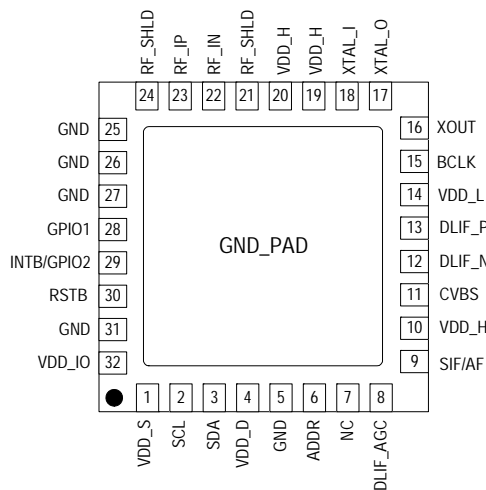 RF_SHLD
RF_IP
RF_IN
RF_SHLD
VDD_H
VDD_H
XTAL_I
XTAL_O
24 23 22 21 20 19 18 17
GND 25
GND 26
GND 27
GPIO1 28
INTB/GPIO2 29
RSTB 30
GND 31
VDD_IO 32
GND_PAD
16 XOUT
15 BCLK
14 VDD_L
13 DLIF_P
12 DLIF_N
11 CVBS
10 VDD_H
9 SIF/AF
1 2 3 4 5 6 7 8
VDD_S
SCL
SDA
VDD_D
GND
ADDR
NC
DLIF_AGC